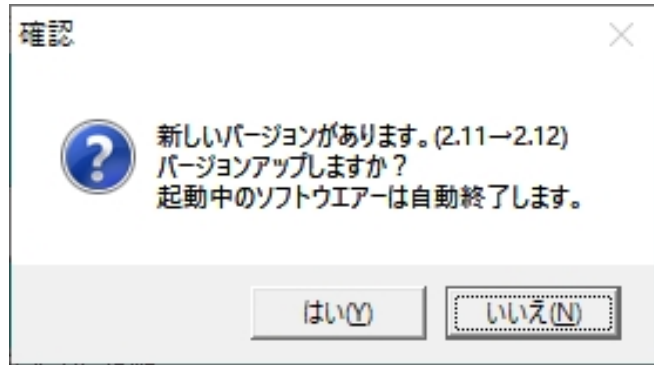 確認
新しいバージョンがあります。(2.11→2.12)
バージョンアップしますか？
起動中のソフトウエアーは自動終了します。
はい(Y)
いいえ(N)